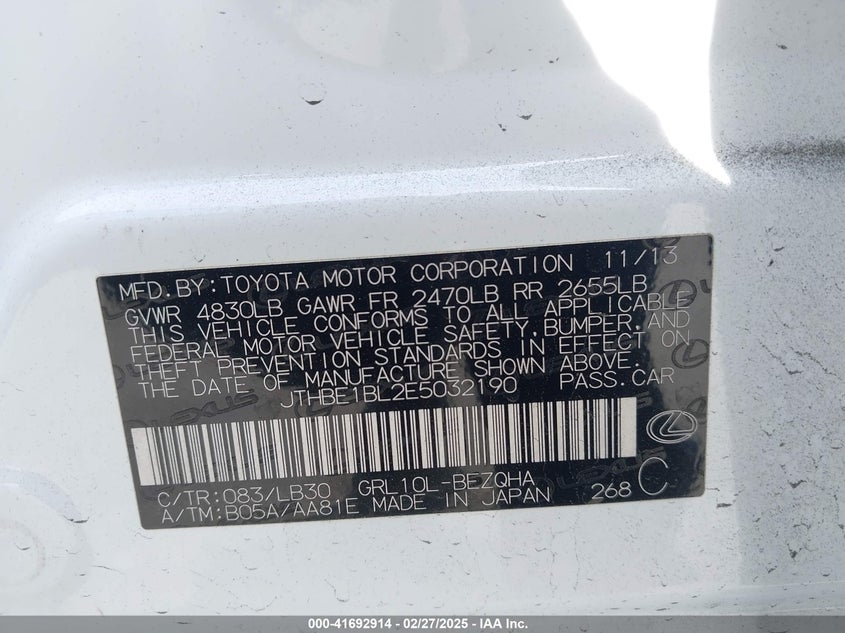 MFD.BY:TOYOTA MOTOR CORPORATION 11/13
GVWR 4830LB GAWR FR 2470LB RR 2655LB
THIS VEHICLE CONFORMS TO ALL APPLICABLE
FEDERAL MOTOR VEHICLE SAFETY,BUMPER,AND
THEFT PREVENTION STANDARDS IN EFFECT ON
THE DATE OF MANUFACTURE SHOWN ABOVE.
JTHBE1BL2E5032190 PASS.CAR
C/TR:083/LB30 GRL10L-BEZQHA
A/TM:B05A/AA81E MADE IN JAPAN 268 C
000-41692914 / 02/27/2025 - IAA Inc.